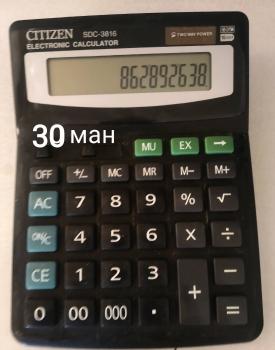 CITIZEN SDC-3816 TWO WAY POWER
ELECTRONIC CALCULATOR
862892638
30 ман
MU EX →
OFF +/− MC MR M− M+
AC 7 8 9 % √
ON/C 4 5 6 X ÷
CE 1 2 3 + −
0 00 000 · =